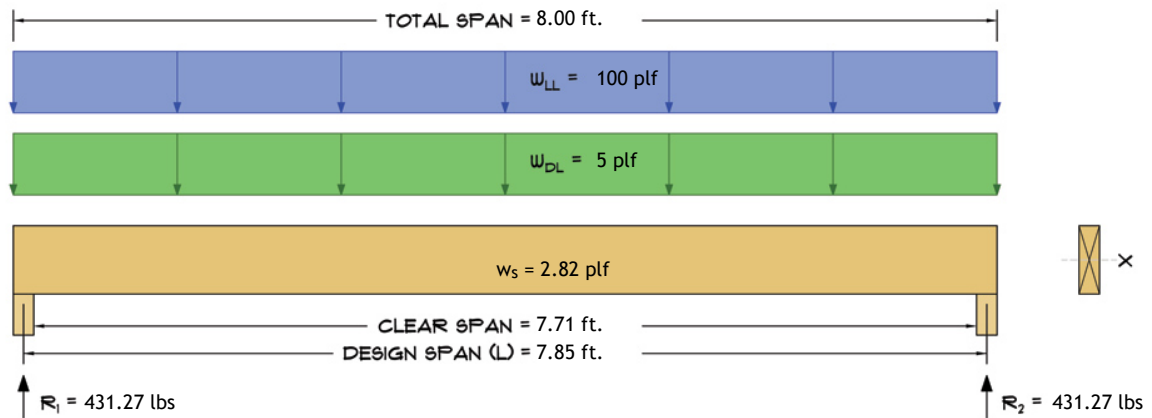 TOTAL SPAN = 8.00 ft.
WLL = 100 plf
WDL = 5 plf
ws = 2.82 plf
X
CLEAR SPAN = 7.71 ft.
DESIGN SPAN (L) = 7.85 ft.
R1 = 431.27 lbs
R2 = 431.27 lbs